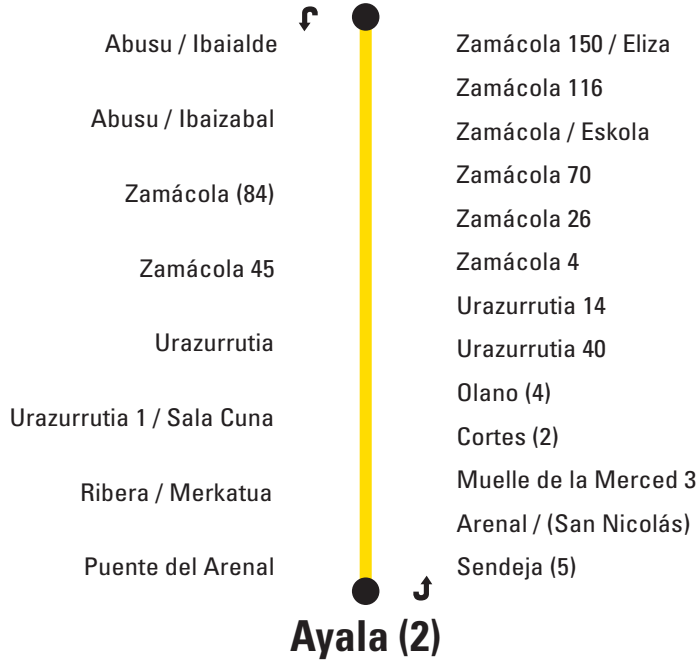 Abusu / Ibaialde
Abusu / Ibaizabal
Zamácola (84)
Zamácola 45
Urazurrutia
Urazurrutia 1 / Sala Cuna
Ribera / Merkatua
Puente del Arenal
Zamácola 150 / Eliza
Zamácola 116
Zamácola / Eskola
Zamácola 70
Zamácola 26
Zamácola 4
Urazurrutia 14
Urazurrutia 40
Olano (4)
Cortes (2)
Muelle de la Merced 3
Arenal / (San Nicolás)
Sendeja (5)
Ayala (2)